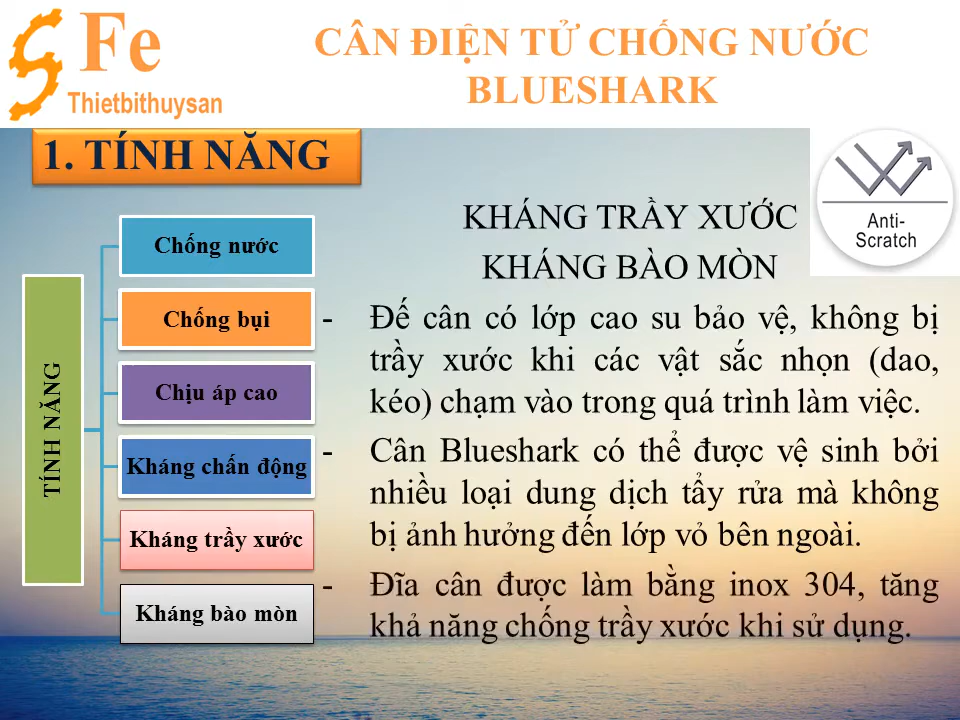 Fe
Thietbithuysan
CÂN ĐIỆN TỬ CHỐNG NƯỚC
BLUESHARK
1. TÍNH NĂNG
Anti-
Scratch
TÍNH NĂNG
Chống nước
Chống bụi
Chịu áp cao
Kháng chấn động
Kháng trầy xước
Kháng bào mòn
KHÁNG TRẦY XƯỚC
KHÁNG BÀO MÒN
- Đế cân có lớp cao su bảo vệ, không bị
trầy xước khi các vật sắc nhọn (dao,
kéo) chạm vào trong quá trình làm việc.
- Cân Blueshark có thể được vệ sinh bởi
nhiều loại dung dịch tẩy rửa mà không
bị ảnh hưởng đến lớp vỏ bên ngoài.
- Đĩa cân được làm bằng inox 304, tăng
khả năng chống trầy xước khi sử dụng.